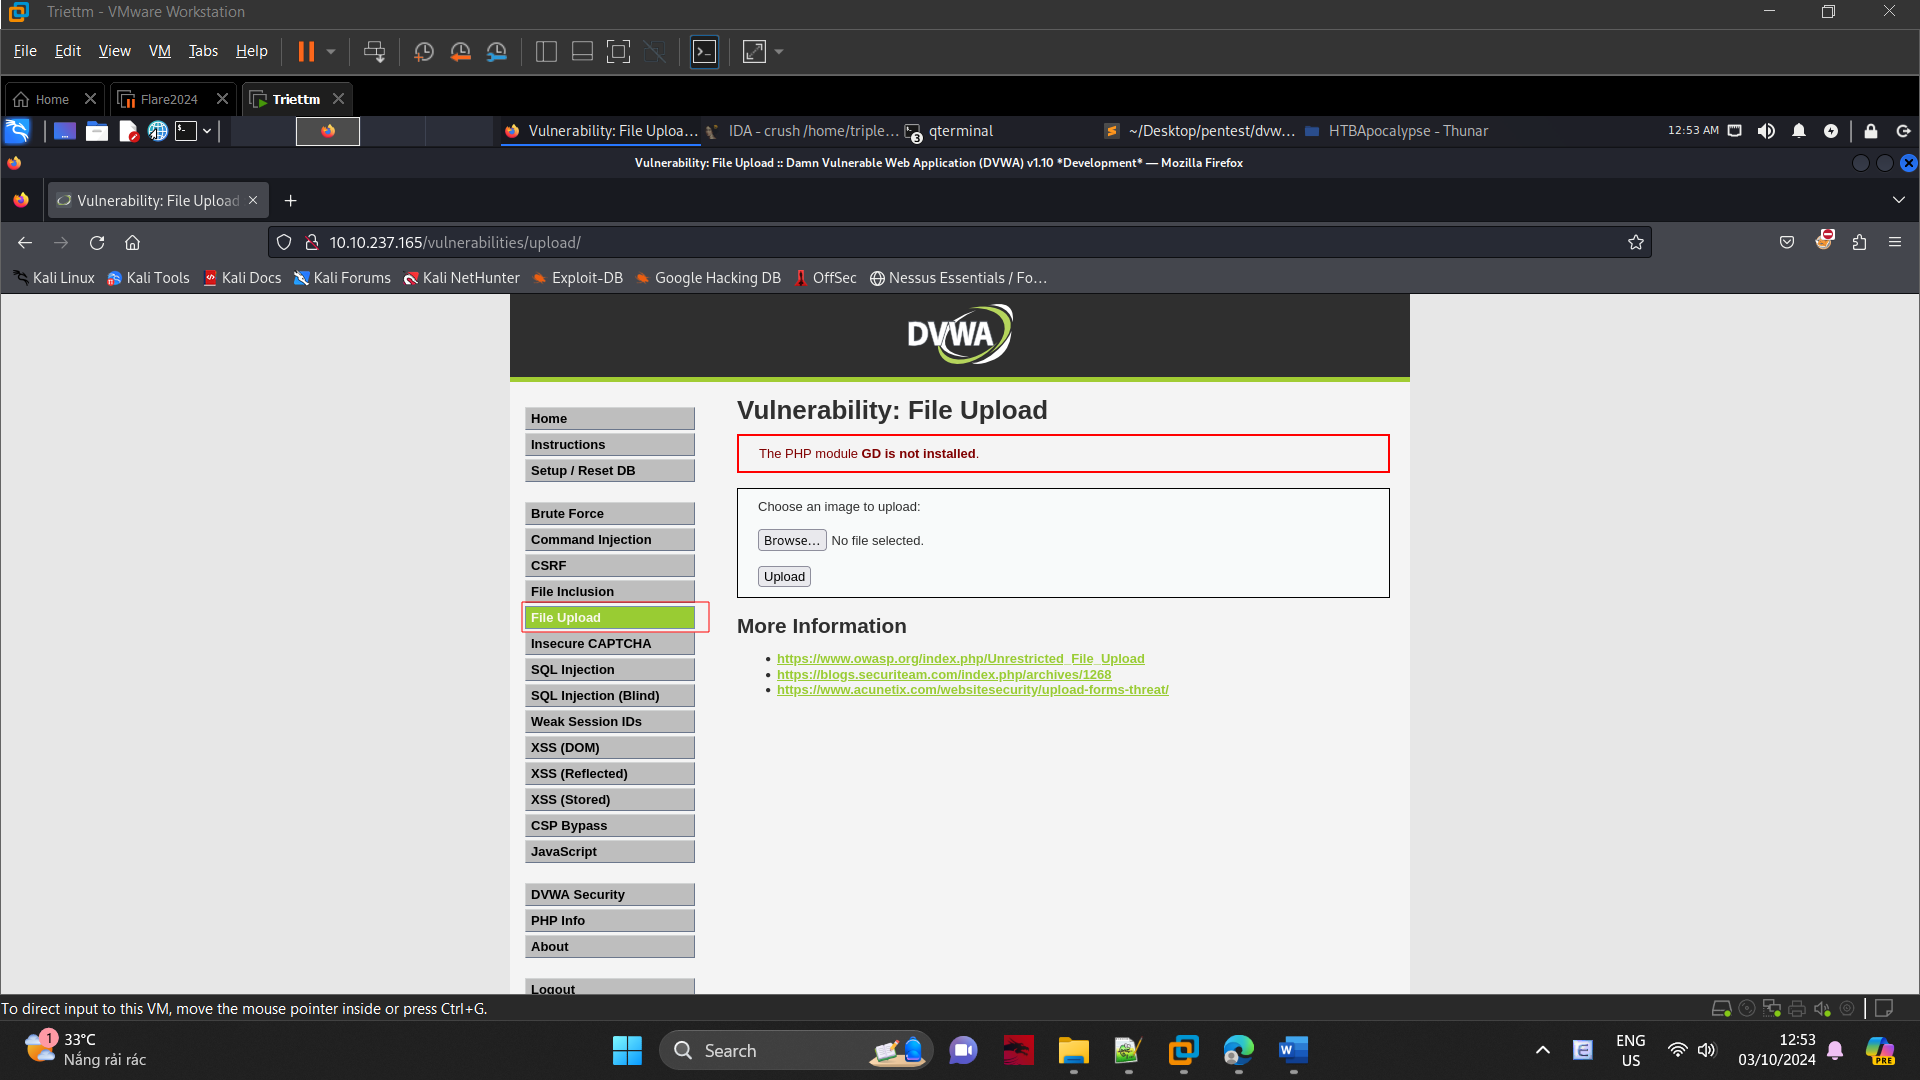 Triettm - VMware Workstation
File Edit View VM Tabs Help
Home Flare2024 Triettm
Vulnerability: File Uploa... IDA - crush /home/triple... 3 qterminal ~/Desktop/pentest/dvw... HTBApocalypse - Thunar 12:53 AM
Vulnerability: File Upload :: Damn Vulnerable Web Application (DVWA) v1.10 *Development* — Mozilla Firefox
Vulnerability: File Upload
10.10.237.165/vulnerabilities/upload/
Kali Linux Kali Tools Kali Docs Kali Forums Kali NetHunter Exploit-DB Google Hacking DB OffSec Nessus Essentials / Fo...
DVWA
Home
Instructions
Setup / Reset DB
Brute Force
Command Injection
CSRF
File Inclusion
File Upload
Insecure CAPTCHA
SQL Injection
SQL Injection (Blind)
Weak Session IDs
XSS (DOM)
XSS (Reflected)
XSS (Stored)
CSP Bypass
JavaScript
DVWA Security
PHP Info
About
Logout
Vulnerability: File Upload
The PHP module GD is not installed.
Choose an image to upload:
Browse... No file selected.
Upload
More Information
https://www.owasp.org/index.php/Unrestricted_File_Upload
https://blogs.securiteam.com/index.php/archives/1268
https://www.acunetix.com/websitesecurity/upload-forms-threat/
To direct input to this VM, move the mouse pointer inside or press Ctrl+G.
1 33°C
Nắng rải rác
Search
ENG
US
12:53
03/10/2024
PRE